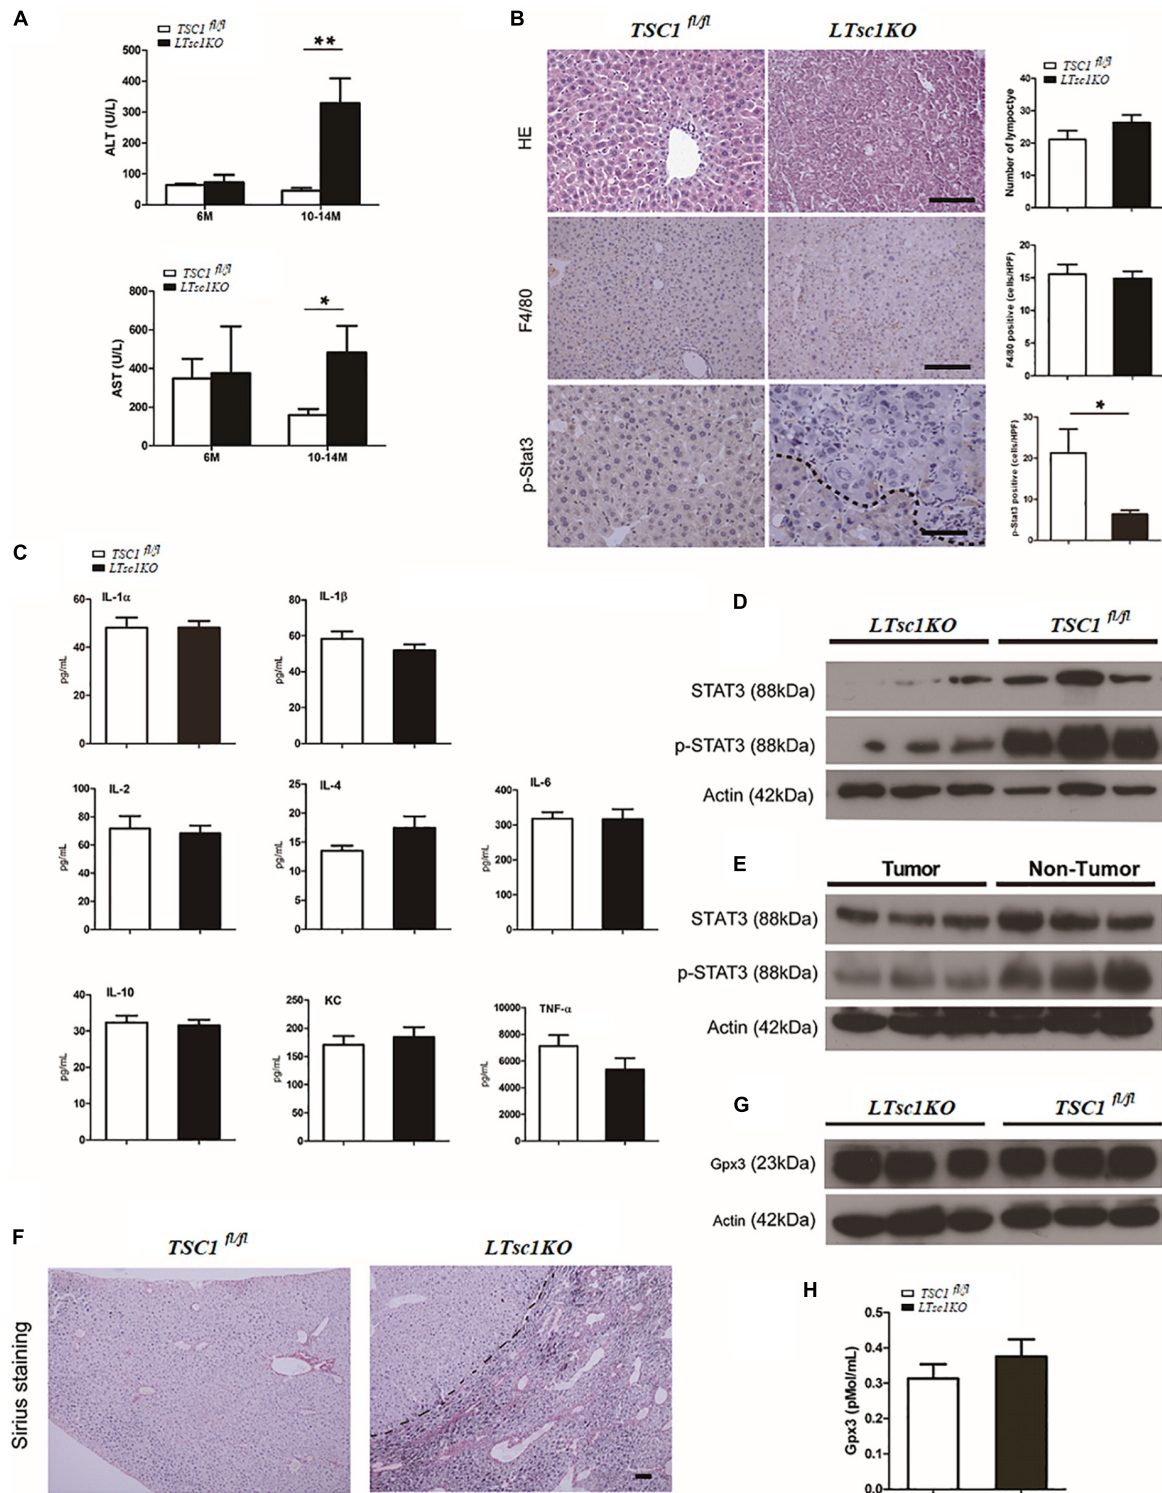 A
TSC1 fl/fl
LTsc1KO
500
400
300
200
100
0
ALT (U/L)
**
6M
10-14M
TSC1 fl/fl
LTsc1KO
800
600
400
200
0
AST (U/L)
*
6M
10-14M
B
TSC1 fl/fl
LTsc1KO
HE
F4/80
p-Stat3
TSC1 fl/fl
LTsc1KO
40
30
20
10
0
Number of lympoctye
20
15
10
5
0
F4/80 positive (cells/HPF)
30
20
10
0
p-Stat3 positive (cells/HPF)
*
C
TSC1 fl/fl
LTsc1KO
IL-1α
60
40
20
0
pg/mL
IL-1β
80
60
40
20
0
pg/mL
IL-2
100
80
60
40
20
0
pg/mL
IL-4
25
20
15
10
5
0
pg/mL
IL-6
400
300
200
100
0
pg/mL
IL-10
40
30
20
10
0
pg/mL
KC
250
200
150
100
50
0
pg/mL
TNF-α
10000
8000
6000
4000
2000
0
pg/mL
D
LTsc1KO
TSC1 fl/fl
STAT3 (88kDa)
p-STAT3 (88kDa)
Actin (42kDa)
E
Tumor
Non-Tumor
STAT3 (88kDa)
p-STAT3 (88kDa)
Actin (42kDa)
G
LTsc1KO
TSC1 fl/fl
Gpx3 (23kDa)
Actin (42kDa)
F
TSC1 fl/fl
LTsc1KO
Sirius staining
H
TSC1 fl/fl
LTsc1KO
0.5
0.4
0.3
0.2
0.1
0.0
Gpx3 (pMol/mL)